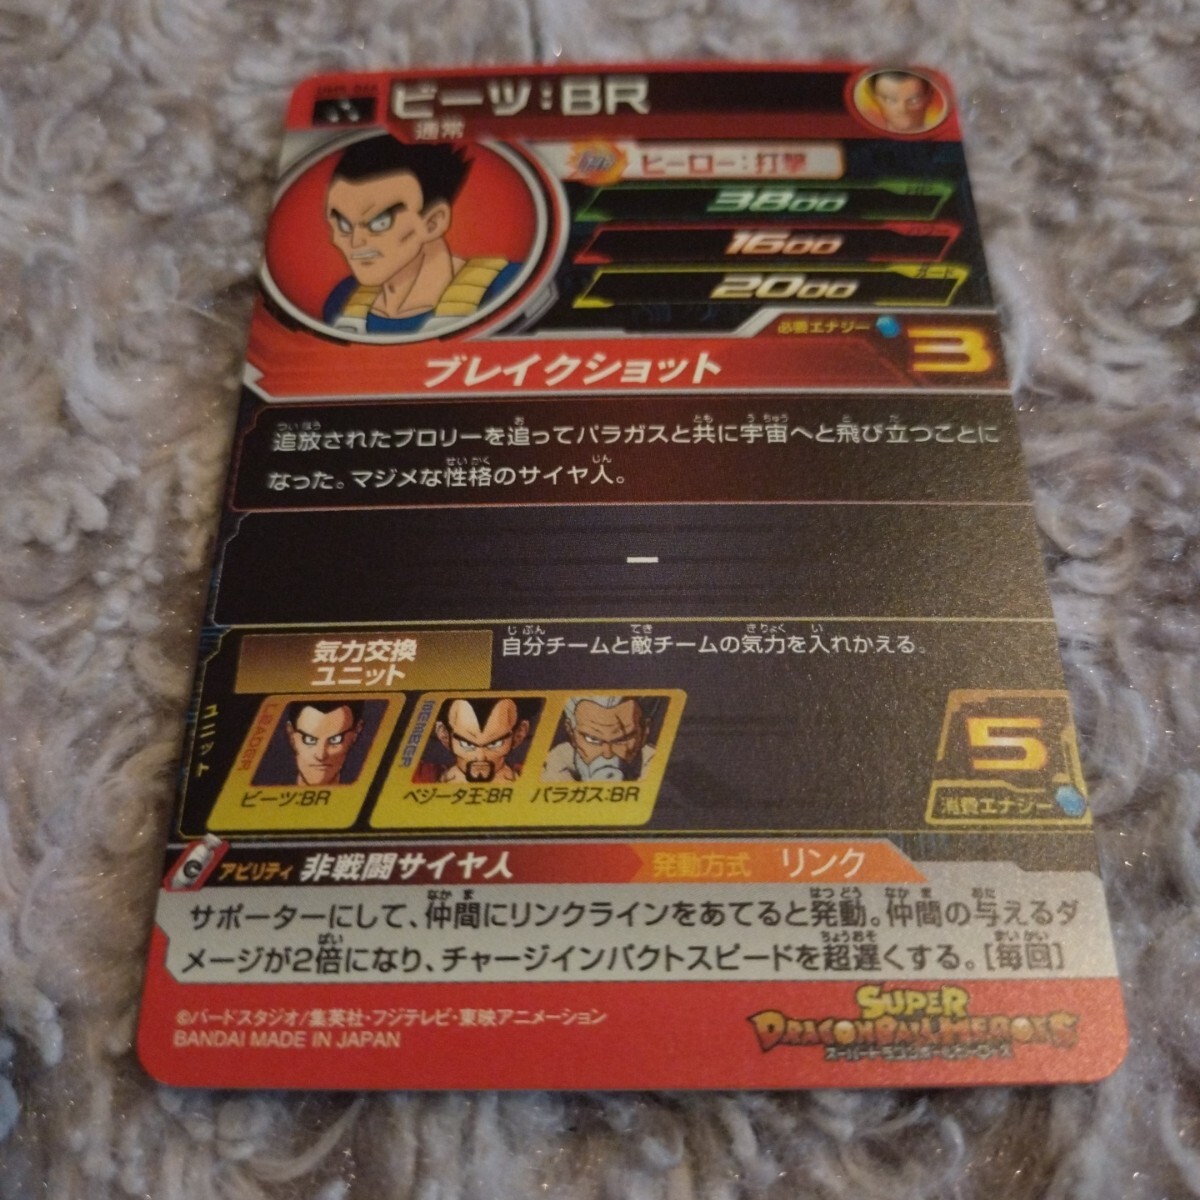 ビーツ:BR
通常
ヒーロー:打撃
HP
3800
パワー
1600
ガード
2000
必要エナジー
3
ブレイクショット
追放されたブロリーを追ってパラガスと共に宇宙へと飛び立つことに
なった。マジメな性格のサイヤ人。
ー
ユニット
気力交換
ユニット
自分チームと敵チームの気力を入れかえる。
LEADER
MEMBER
ビーツ:BR
ベジータ王:BR
パラガス:BR
5
消費エナジー
アビリティ 非戦闘サイヤ人
発動方式 リンク
サポーターにして、仲間にリンクラインをあてると発動。仲間の与えるダ
メージが2倍になり、チャージインパクトスピードを超遅くする。[毎回]
©バードスタジオ/集英社・フジテレビ・東映アニメーション
BANDAI MADE IN JAPAN
SUPER
DRAGONBALL HEROES
スーパードラゴンボールヒーローズ